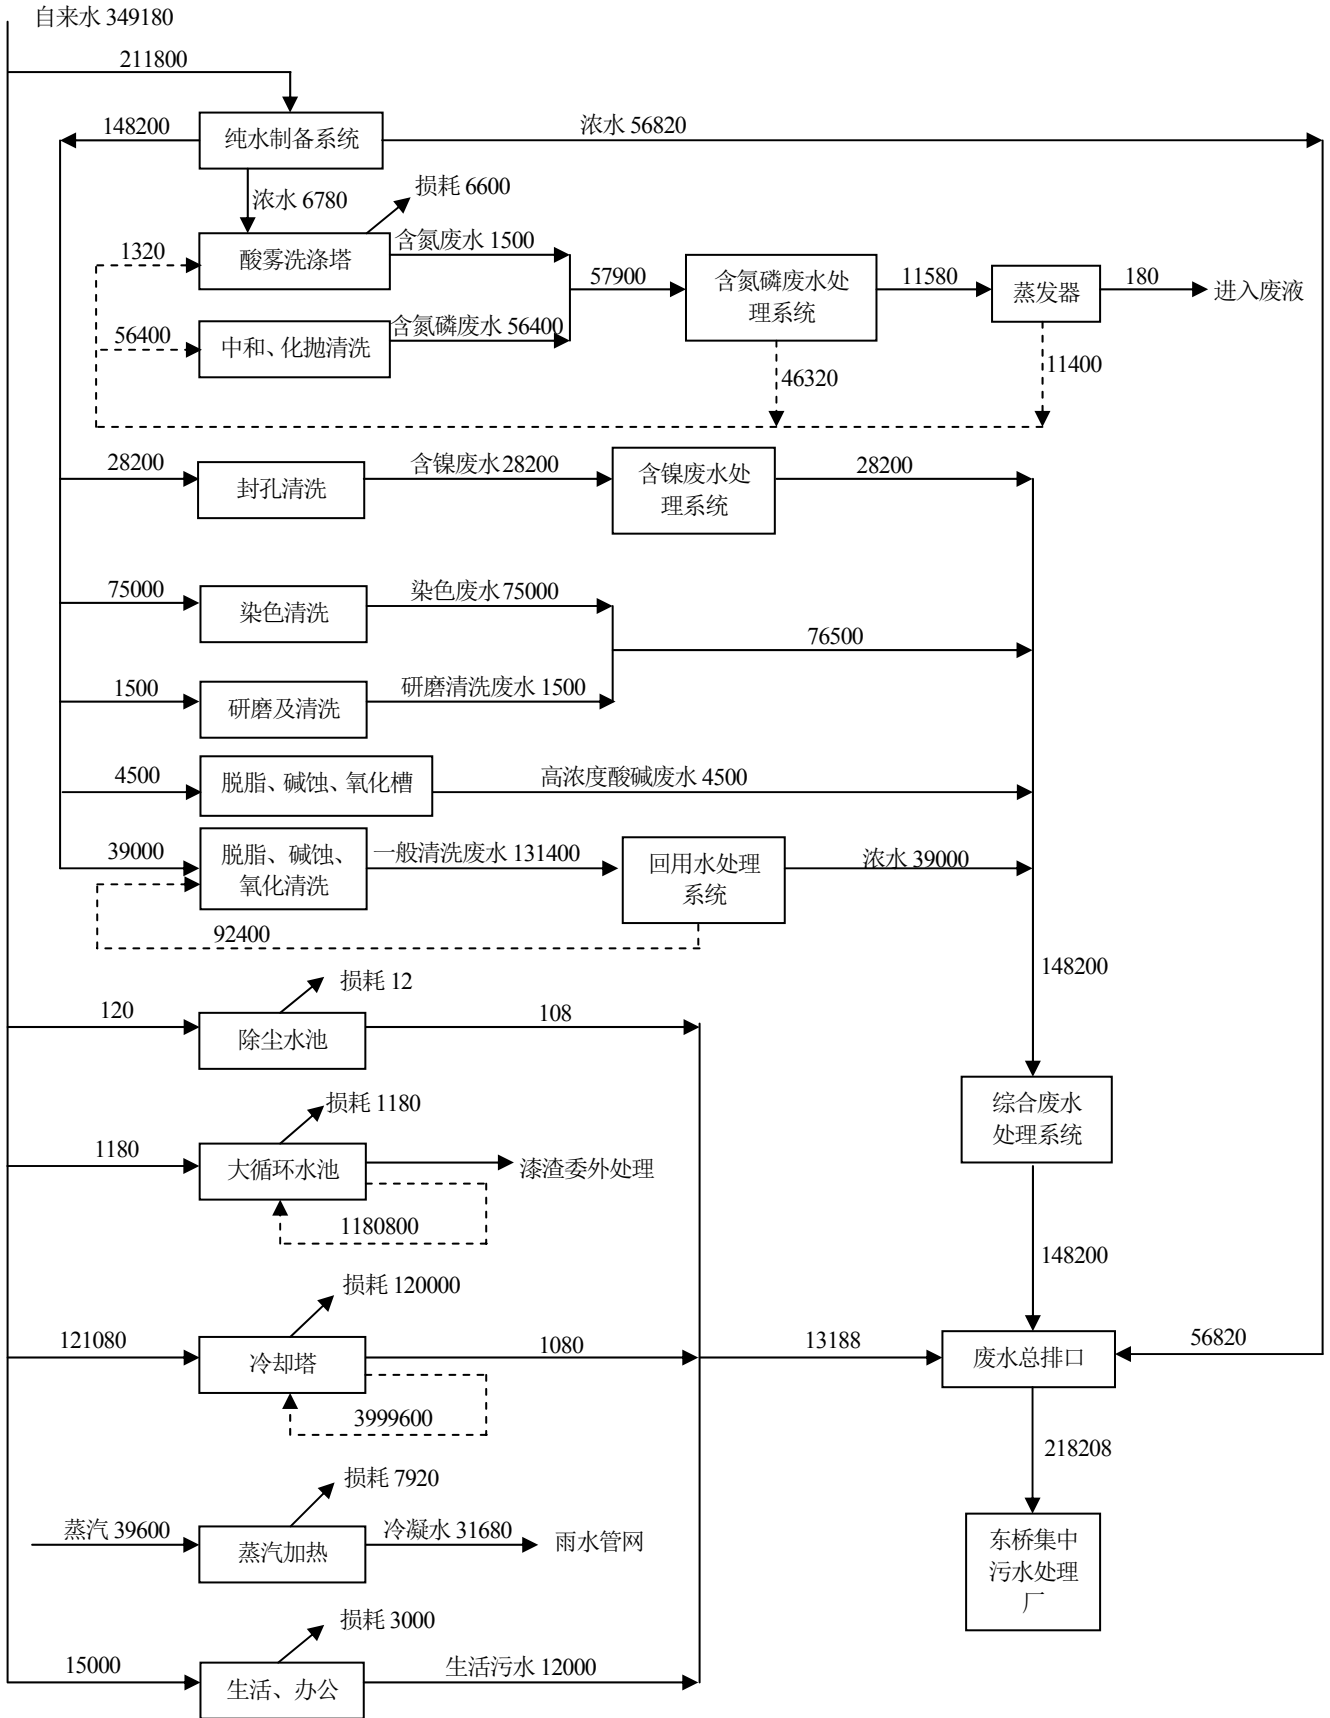 自来水 349180
211800
148200
纯水制备系统
浓水 56820
浓水 6780
损耗 6600
1320
酸雾洗涤塔
含氮废水 1500
57900
含氮磷废水处
理系统
11580
蒸发器
180
进入废液
56400
中和、化抛清洗
含氮磷废水 56400
46320
11400
28200
封孔清洗
含镍废水 28200
含镍废水处
理系统
28200
75000
染色清洗
染色废水 75000
76500
1500
研磨及清洗
研磨清洗废水 1500
4500
脱脂、碱蚀、氧化槽
高浓度酸碱废水 4500
39000
脱脂、碱蚀、
氧化清洗
一般清洗废水 131400
回用水处理
系统
浓水 39000
92400
148200
损耗 12
120
除尘水池
108
综合废水
处理系统
损耗 1180
1180
大循环水池
漆渣委外处理
1180800
148200
损耗 120000
121080
冷却塔
1080
13188
废水总排口
56820
3999600
218208
损耗 7920
蒸汽 39600
蒸汽加热
冷凝水 31680
雨水管网
东桥集中
污水处理
厂
损耗 3000
15000
生活、办公
生活污水 12000